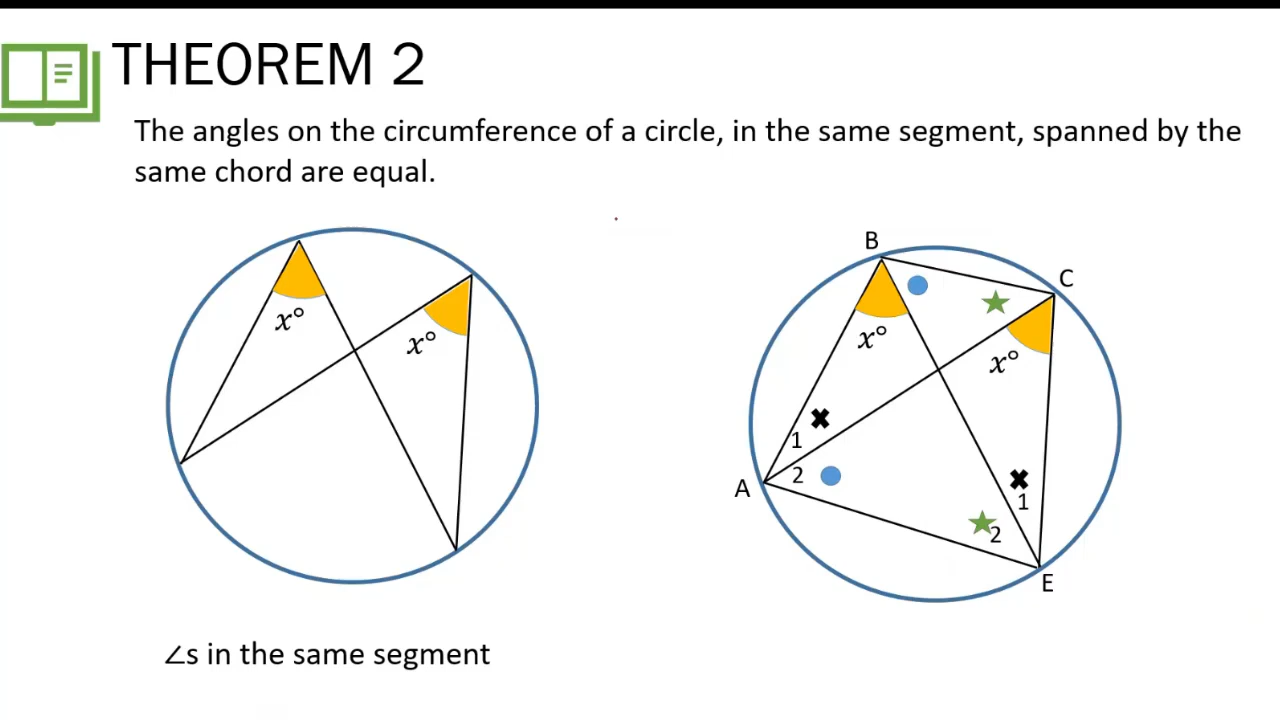 THEOREM 2
The angles on the circumference of a circle, in the same segment, spanned by the
same chord are equal.
x°
x°
∠s in the same segment
B
C
x°
x°
1
A
2
1
2
E